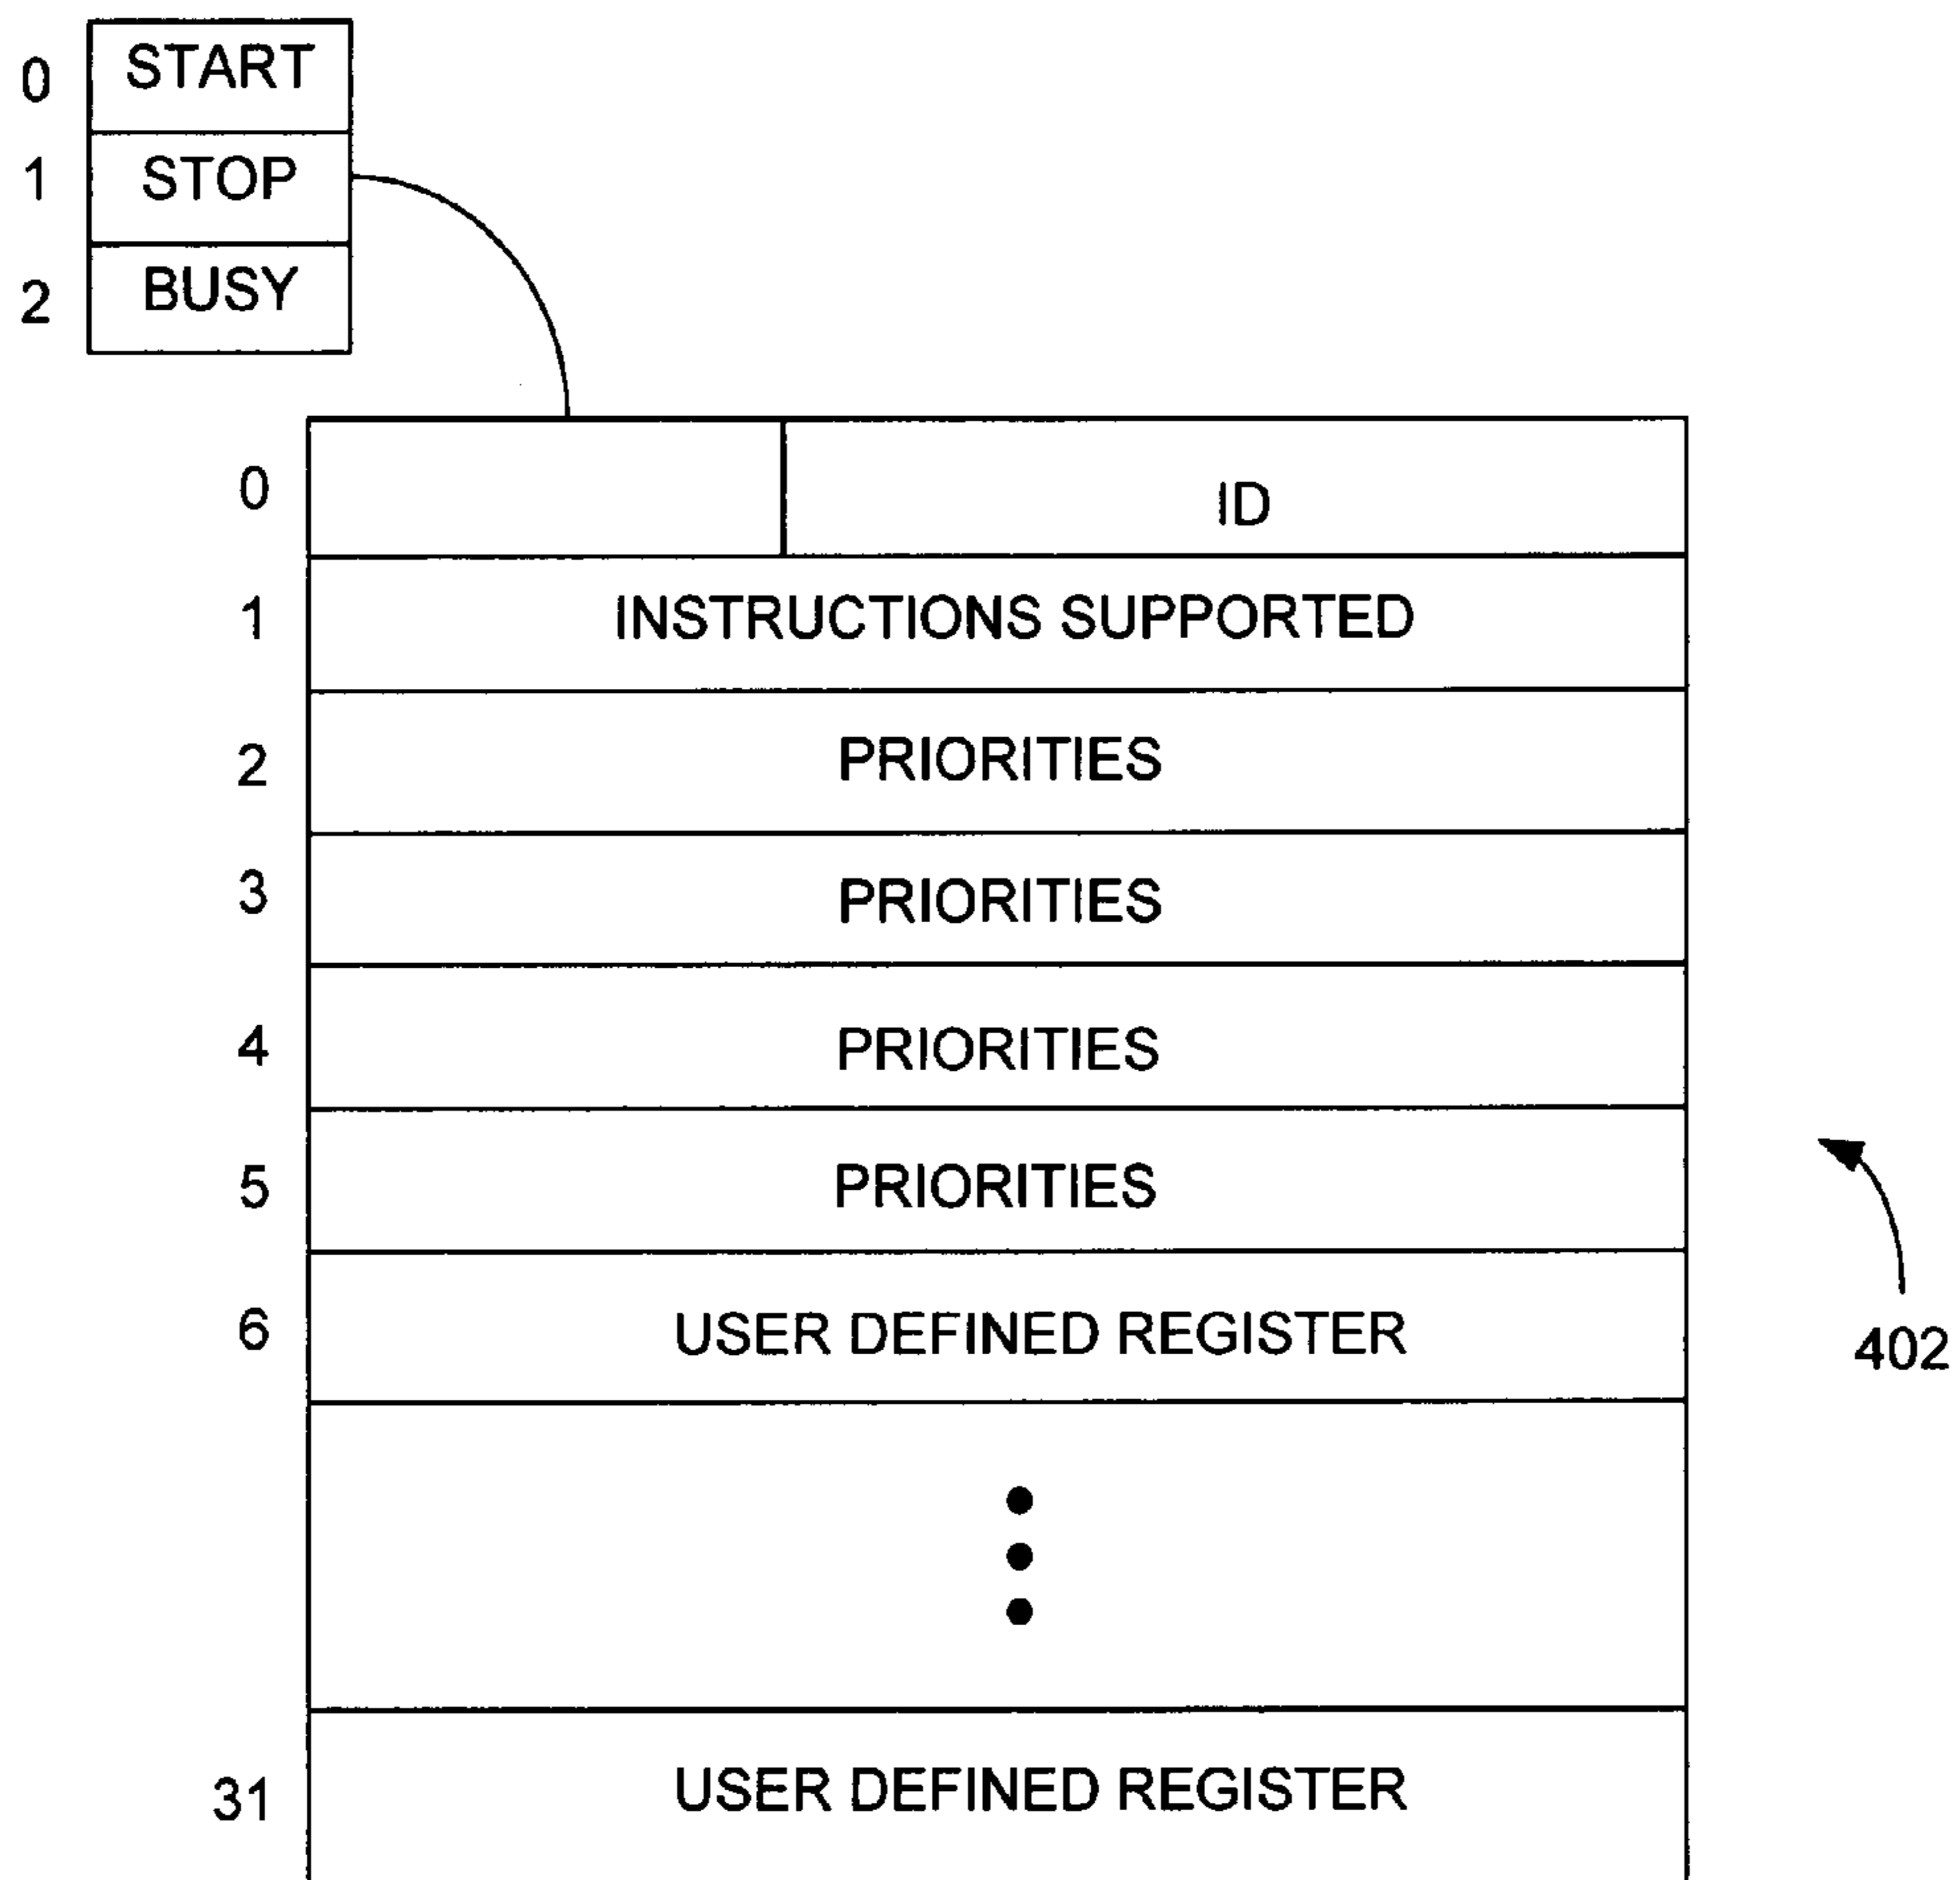 0 START
1 STOP
2 BUSY
0 ID
1 INSTRUCTIONS SUPPORTED
2 PRIORITIES
3 PRIORITIES
4 PRIORITIES
5 PRIORITIES
6 USER DEFINED REGISTER
402
31 USER DEFINED REGISTER